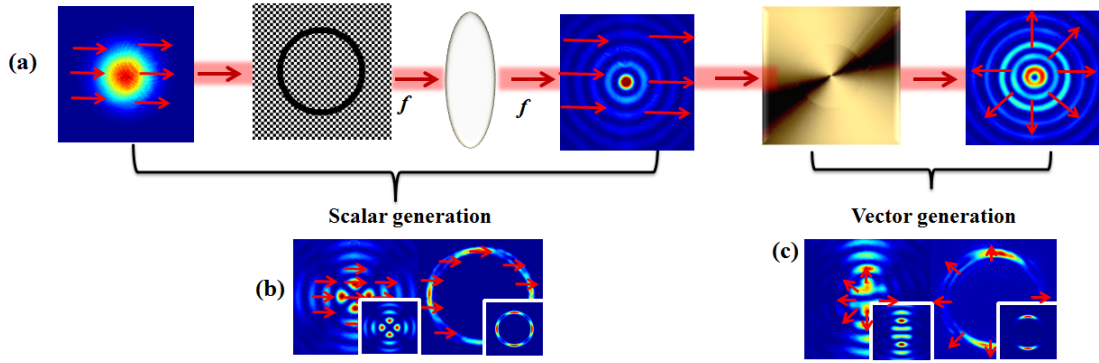 (a)
f
f
Scalar generation
Vector generation
(b)
(c)